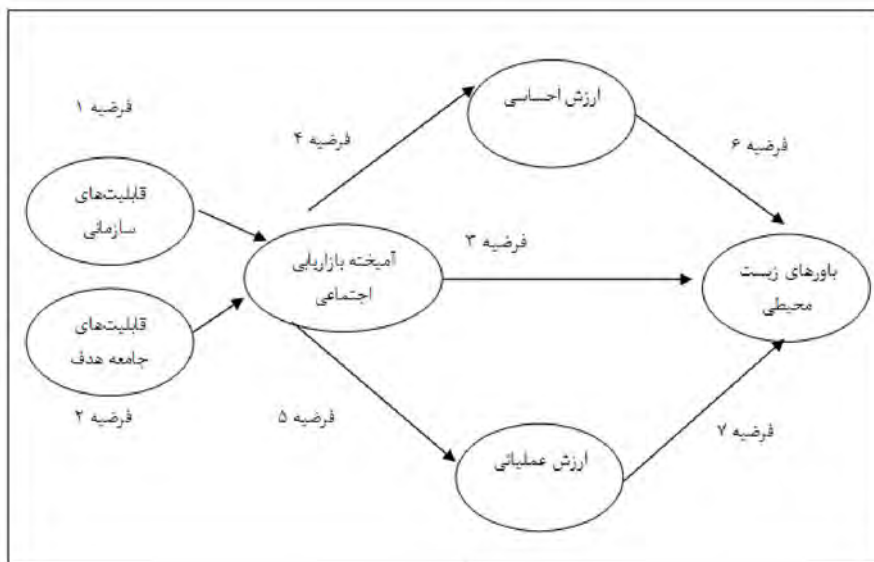 فرضیه ۱
قابلیت‌های
سازمانی
قابلیت‌های
جامعه هدف
فرضیه ۲
آمیخته بازاریابی
اجتماعی
فرضیه ۴
ارزش احساسی
فرضیه ۶
فرضیه ۳
باورهای زیست
محیطی
فرضیه ۵
ارزش عملیاتی
فرضیه ۷